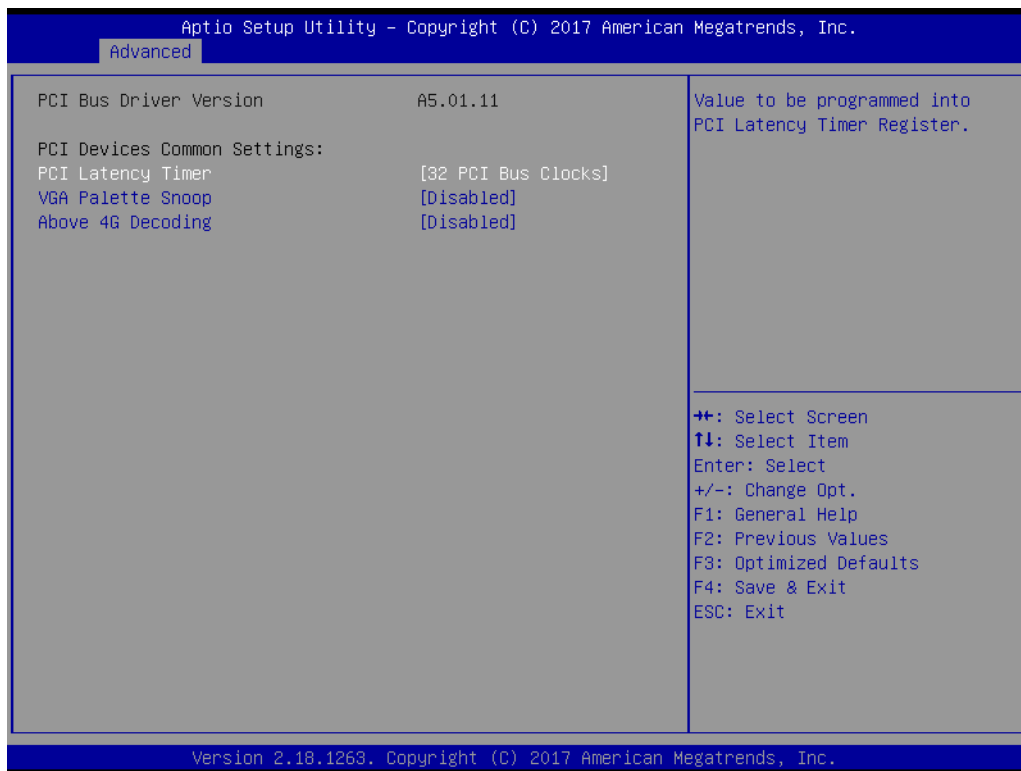 Aptio Setup Utility – Copyright (C) 2017 American Megatrends, Inc.
Advanced
PCI Bus Driver Version A5.01.11
PCI Devices Common Settings:
PCI Latency Timer [32 PCI Bus Clocks]
VGA Palette Snoop [Disabled]
Above 4G Decoding [Disabled]
Value to be programmed into
PCI Latency Timer Register.
→←: Select Screen
↑↓: Select Item
Enter: Select
+/-: Change Opt.
F1: General Help
F2: Previous Values
F3: Optimized Defaults
F4: Save & Exit
ESC: Exit
Version 2.18.1263. Copyright (C) 2017 American Megatrends, Inc.